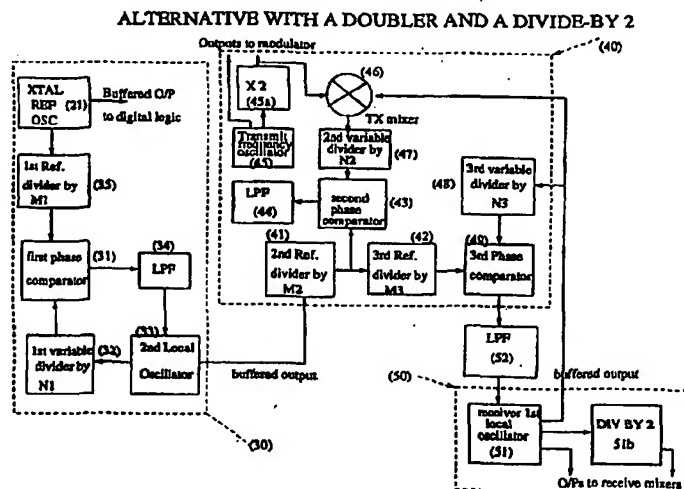 ALTERNATIVE WITH A DOUBLER AND A DIVIDE-BY 2
Outputs to modulator
(40)
XTAL
REF
OSC
(21)
Buffered O/P
to digital logic
X 2
(45a)
(46)
TX mixer
Transmit
frequency
oscillator
(45)
2nd variable
divider by
N2
(47)
1st Ref.
divider by
M1
(35)
LPF
(44)
second
phase
comparator
(43)
(48)
3rd variable
divider by
N3
first phase
comparator
(31)
(34)
LPF
(41)
2nd Ref.
divider by
M2
(42)
3rd Ref.
divider by
M3
(49)
3rd Phase
comparator
1st variable
divider by
N1
(32)
(33)
2nd Local
Oscillator
buffered output
LPF
(52)
buffered output
(50)
(30)
receiver 1st
local
oscillator
(51)
DIV BY 2
51b
O/Ps to receive mixers